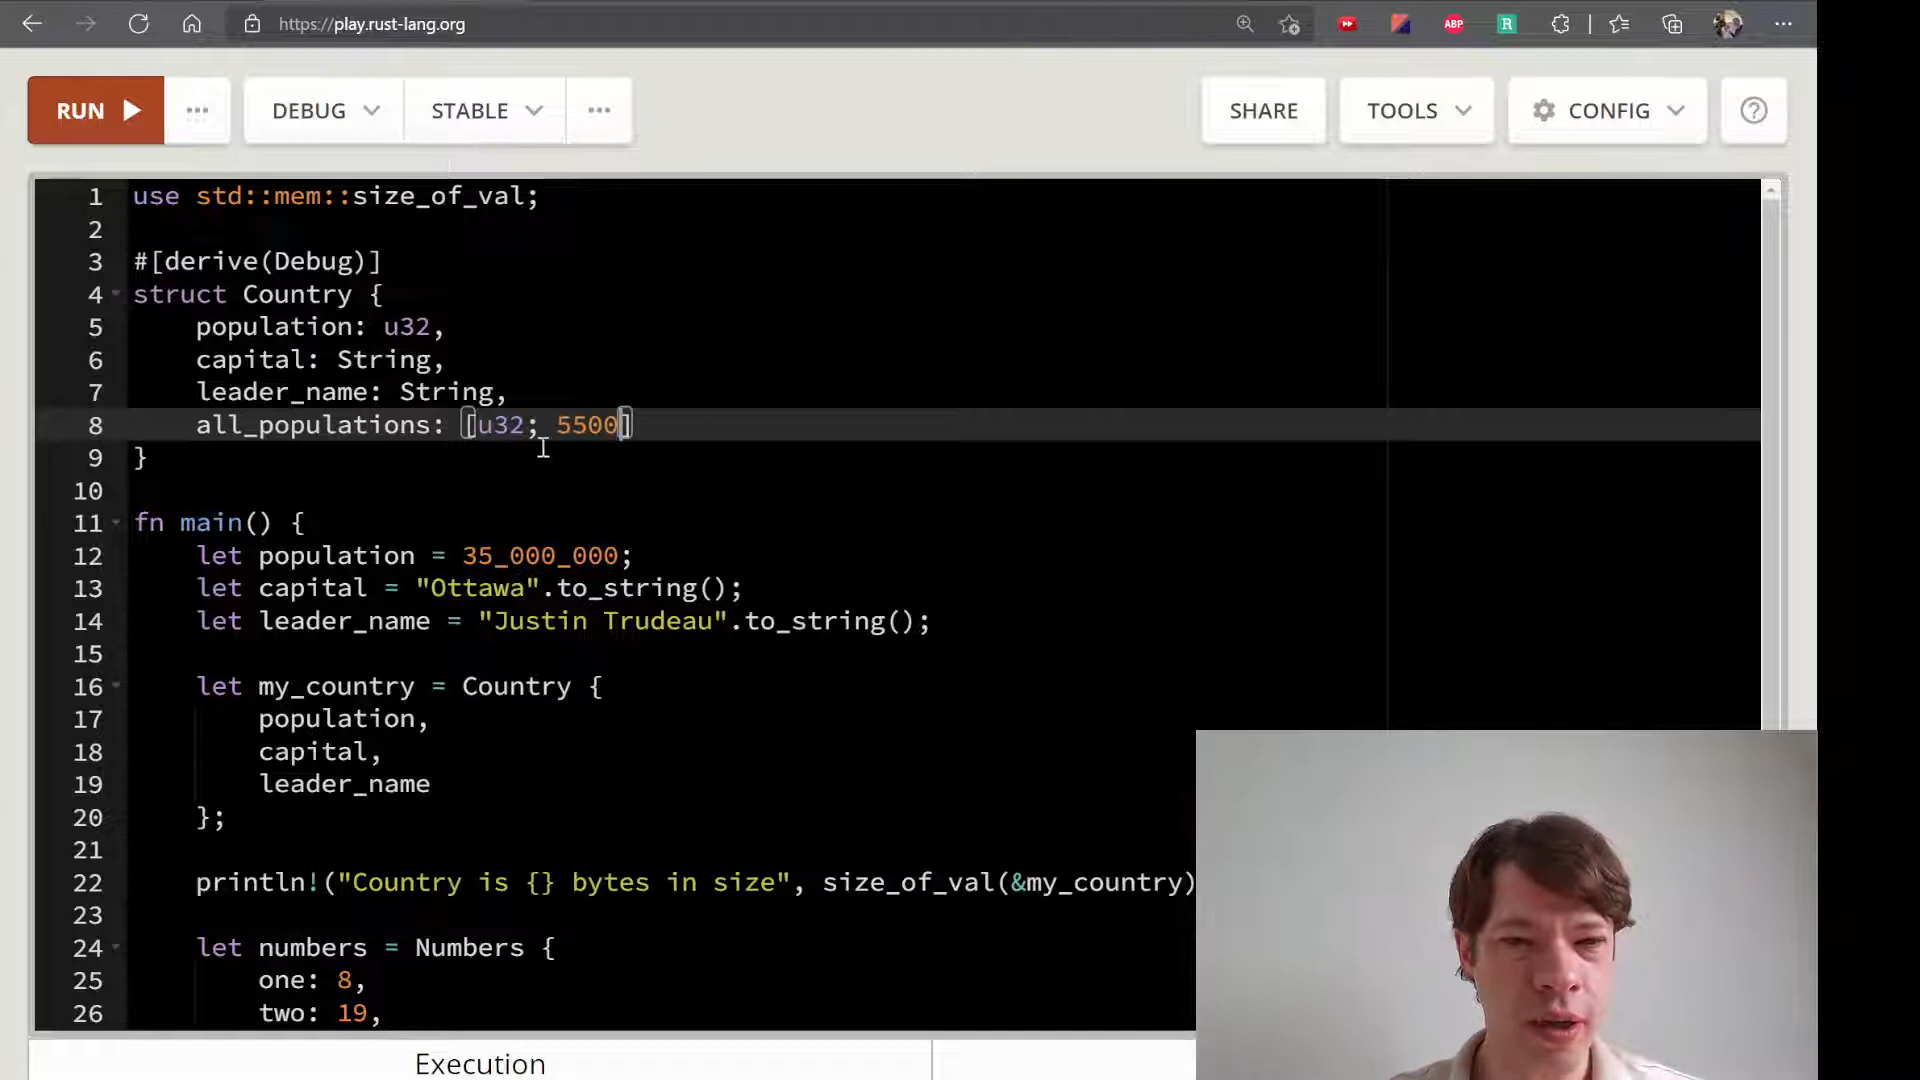 https://play.rust-lang.org
ABP
R
RUN
DEBUG
STABLE
SHARE
TOOLS
CONFIG
?
1 use std::mem::size_of_val;
2
3 #[derive(Debug)]
4 struct Country {
5 population: u32,
6 capital: String,
7 leader_name: String,
8 all_populations: [u32; 5500]
9 }
10
11 fn main() {
12 let population = 35_000_000;
13 let capital = "Ottawa".to_string();
14 let leader_name = "Justin Trudeau".to_string();
15
16 let my_country = Country {
17 population,
18 capital,
19 leader_name
20 };
21
22 println!("Country is {} bytes in size", size_of_val(&my_country)
23
24 let numbers = Numbers {
25 one: 8,
26 two: 19,
Execution